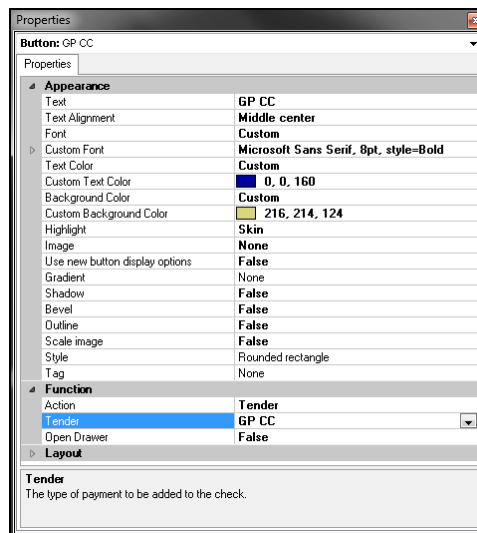 Properties
Button: GP CC
Properties
Appearance
Text GP CC
Text Alignment Middle center
Font Custom
Custom Font Microsoft Sans Serif, 8pt, style=Bold
Text Color Custom
Custom Text Color 0, 0, 160
Background Color Custom
Custom Background Color 216, 214, 124
Highlight Skin
Image None
Use new button display options False
Gradient None
Shadow False
Bevel False
Outline False
Scale image False
Style Rounded rectangle
Tag None
Function
Action Tender
Tender GP CC
Open Drawer False
Layout
Tender
The type of payment to be added to the check.